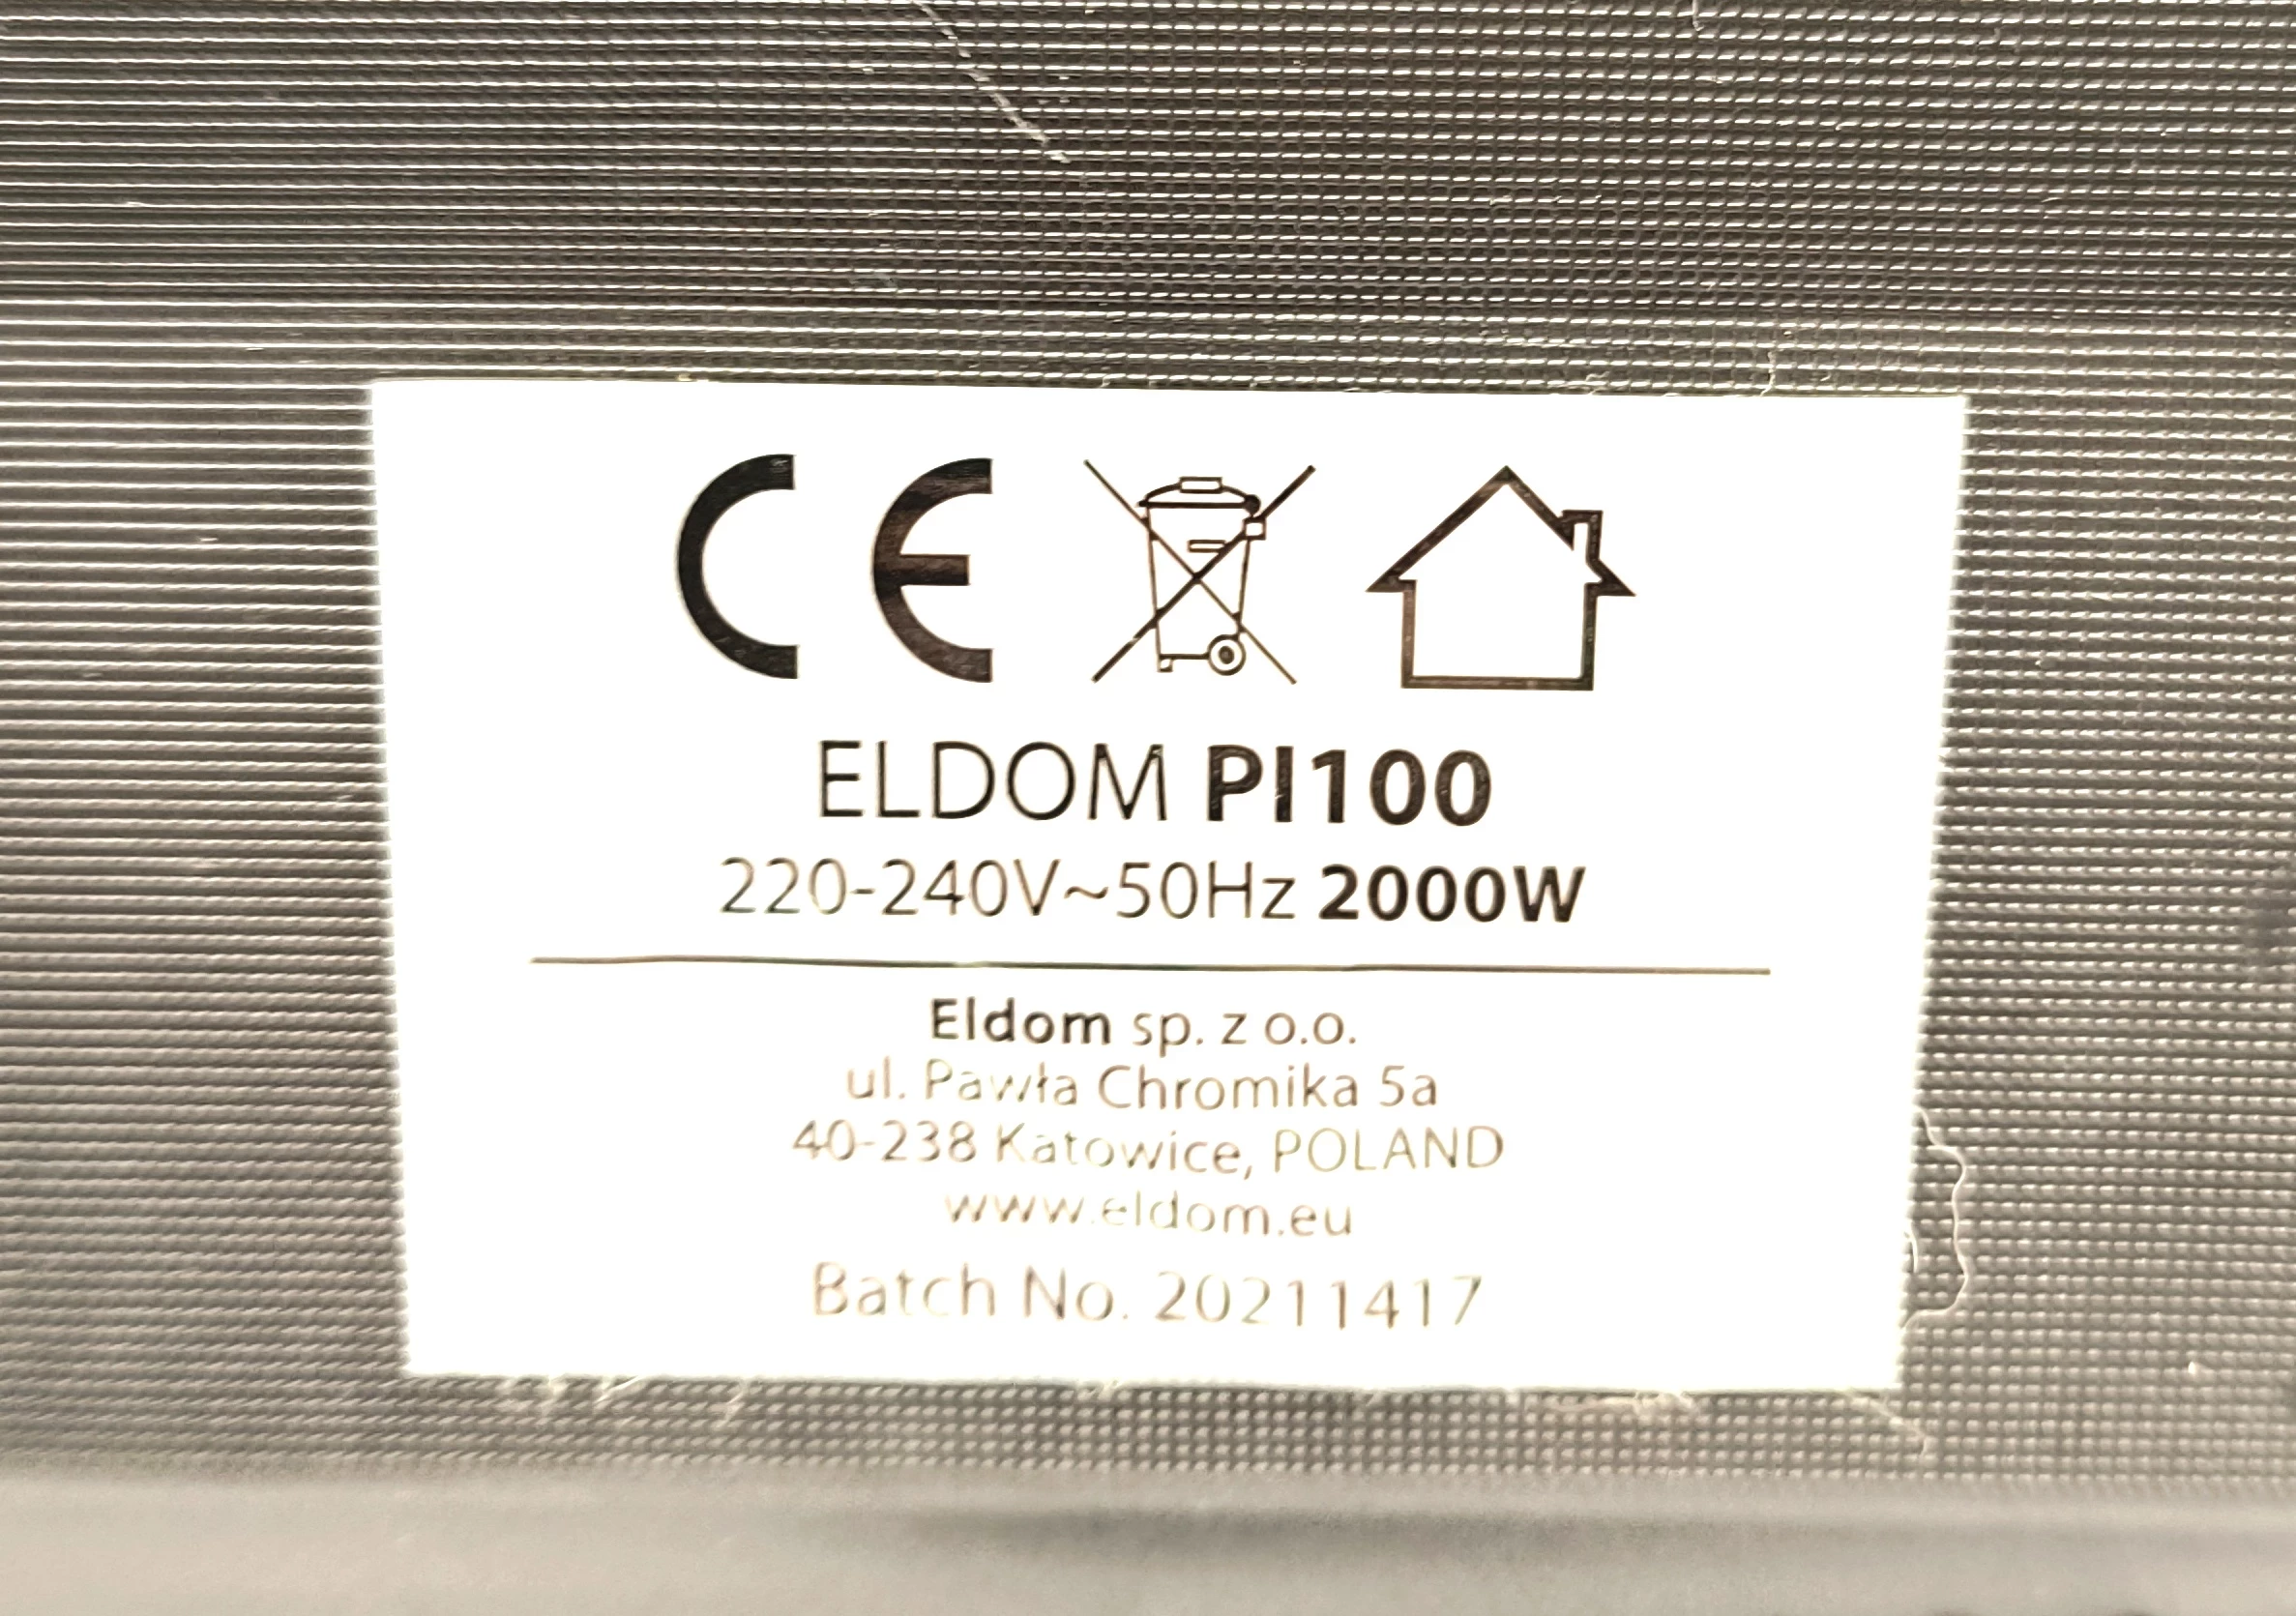 CE
ELDOM PI100
220-240V~50Hz 2000W
Eldom sp. z o.o.
ul. Pawła Chromika 5a
40-238 Katowice, POLAND
www.eldom.eu
Batch No. 20211417